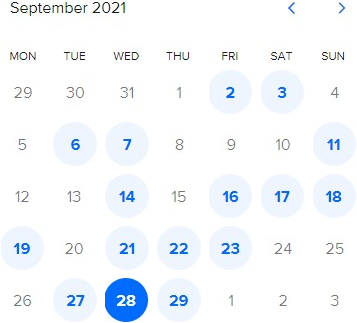 September 2021
MON TUE WED THU FRI SAT SUN
29 30 31 1 2 3 4
5 6 7 8 9 10 11
12 13 14 15 16 17 18
19 20 21 22 23 24 25
26 27 28 29 1 2 3